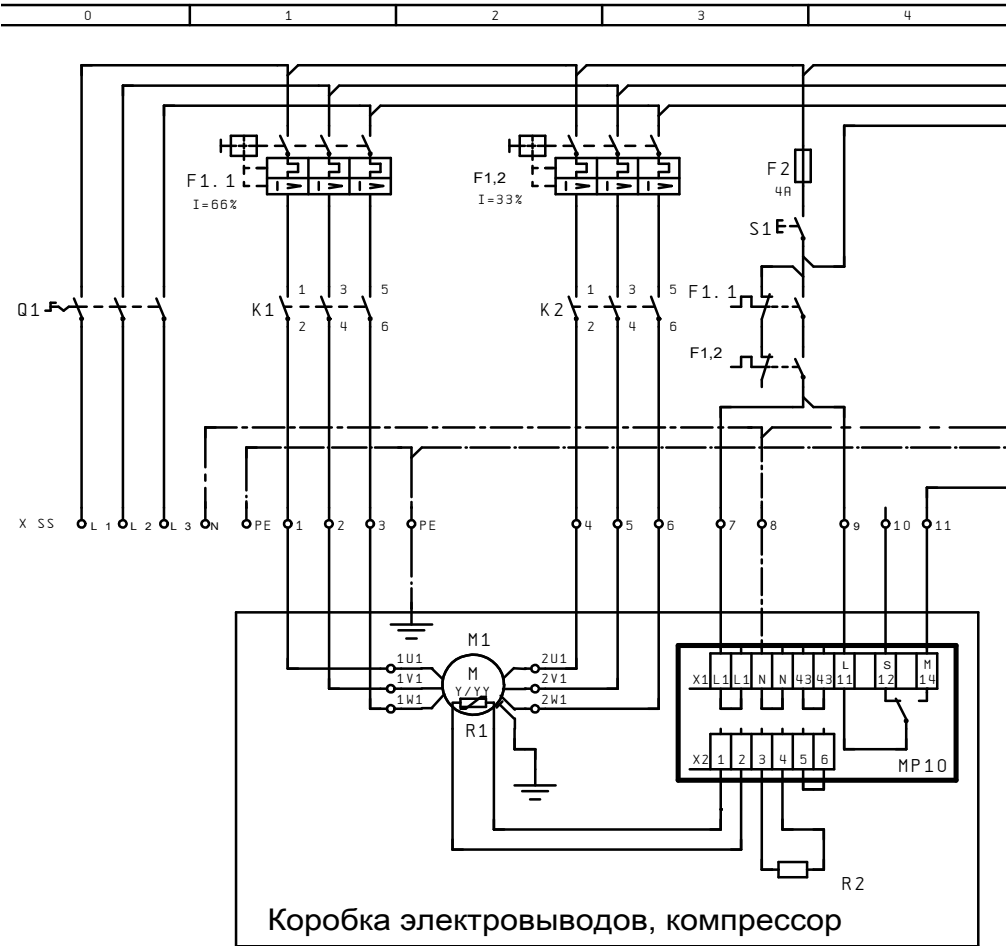 0 1 2 3 4
F1.1
I=66%
F1,2
I=33%
F2
4A
S1
Q1
K1
1 3 5
2 4 6
K2
1 3 5
2 4 6
F1.1
F1,2
X SS L 1 L 2 L 3 N PE 1 2 3 PE 4 5 6 7 8 9 10 11
M1
M
Y/YY
R1
1U1
1V1
1W1
2U1
2V1
2W1
L S M
X1 L1 L1 N N 43 43 11 12 14
X2 1 2 3 4 5 6
MP10
R2
Коробка электровыводов, компрессор